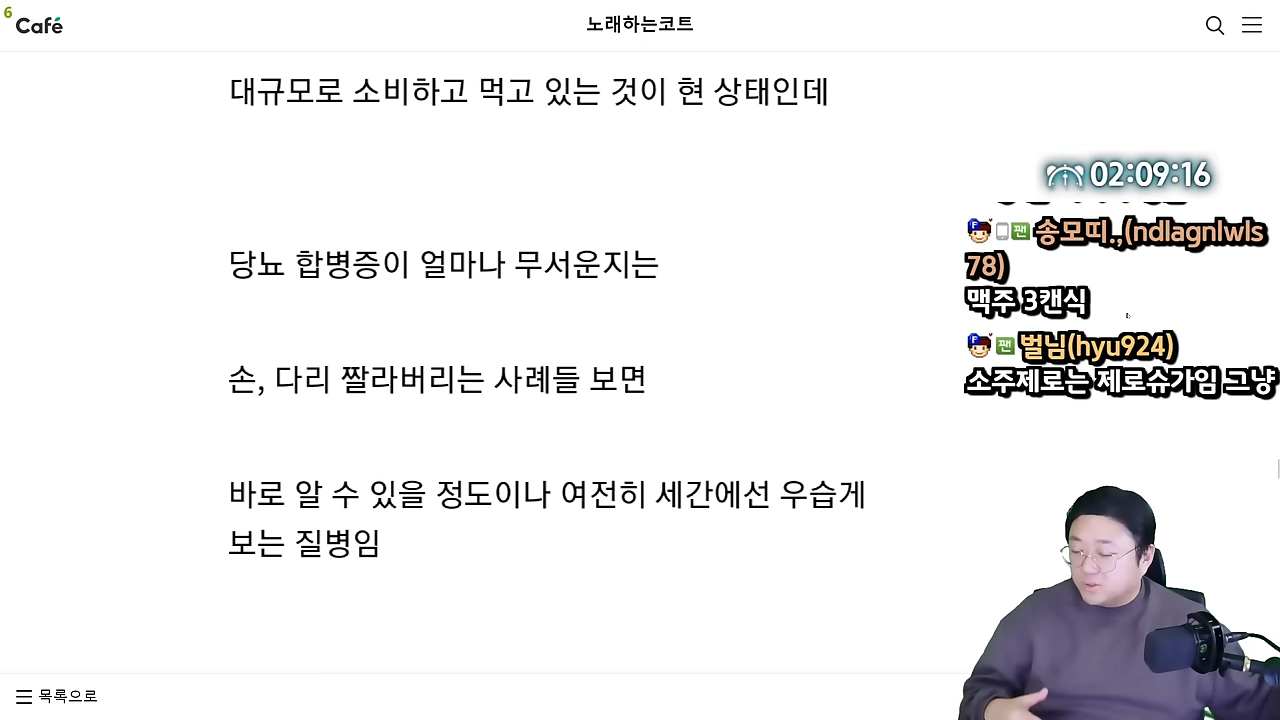 6
Café
노래하는코트
대규모로 소비하고 먹고 있는 것이 현 상태인데
02:09:16
팬 송모띠.,(ndlagnlwls
78)
맥주 3캔식
팬 벌님(hyu924)
소주제로는 제로슈가임 그냥
당뇨 합병증이 얼마나 무서운지는
손, 다리 짤라버리는 사례들 보면
바로 알 수 있을 정도이나 여전히 세간에선 우습게
보는 질병임
목록으로